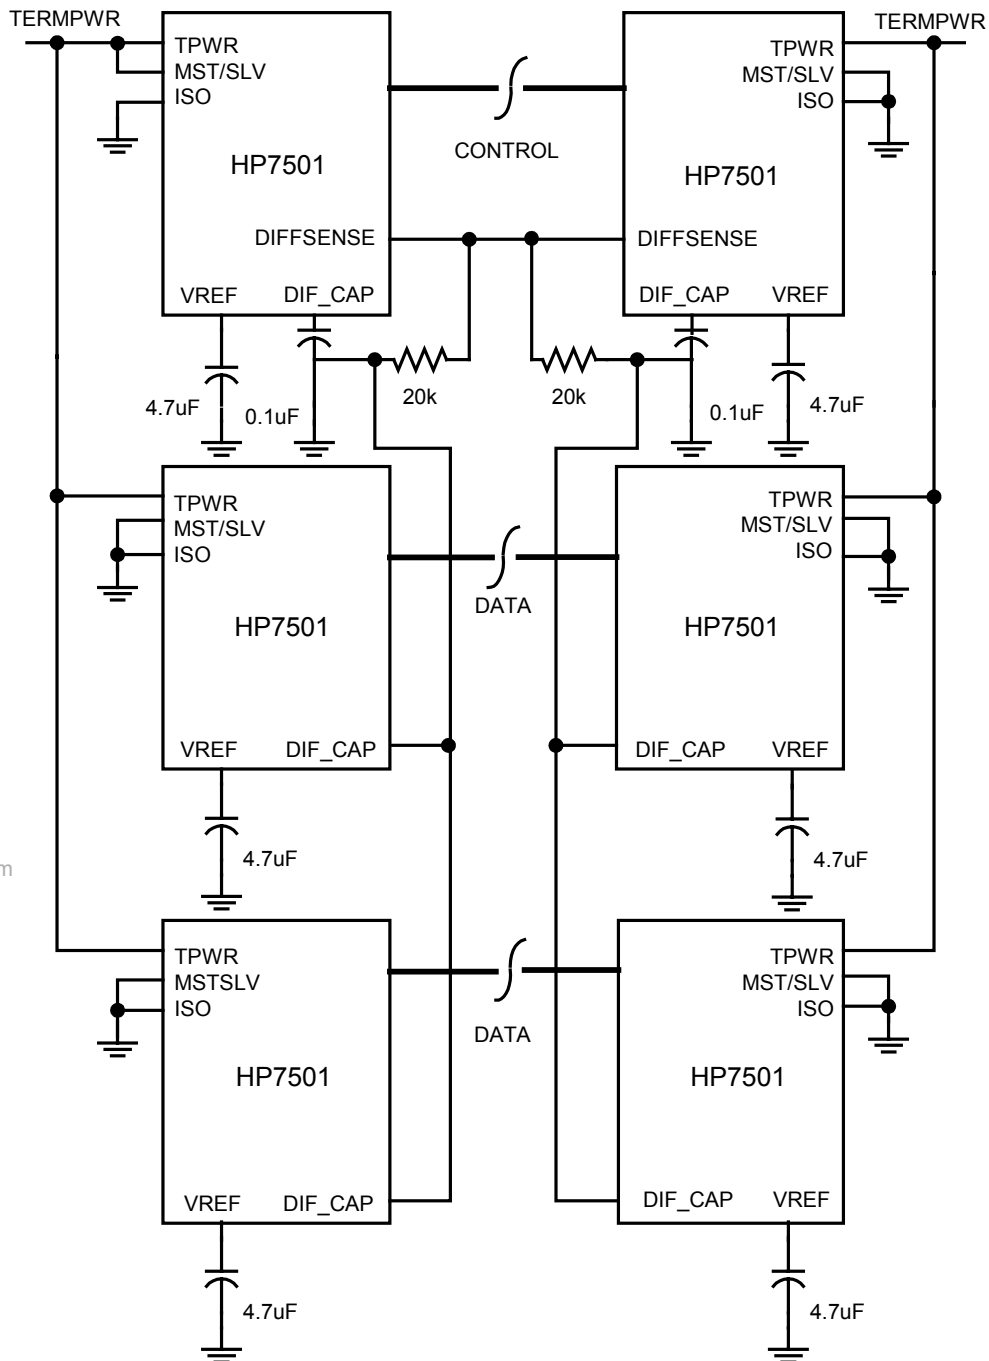 TERMPWR
TERMPWR
TPWR
MST/SLV
ISO
TPWR
MST/SLV
ISO
CONTROL
HP7501
HP7501
DIFFSENSE
DIFFSENSE
VREF
DIF_CAP
DIF_CAP
VREF
4.7uF
0.1uF
20k
20k
0.1uF
4.7uF
TPWR
MST/SLV
ISO
TPWR
MST/SLV
ISO
DATA
HP7501
HP7501
VREF
DIF_CAP
DIF_CAP
VREF
4.7uF
4.7uF
m
TPWR
MSTSLV
ISO
TPWR
MST/SLV
ISO
DATA
HP7501
HP7501
VREF
DIF_CAP
DIF_CAP
VREF
4.7uF
4.7uF